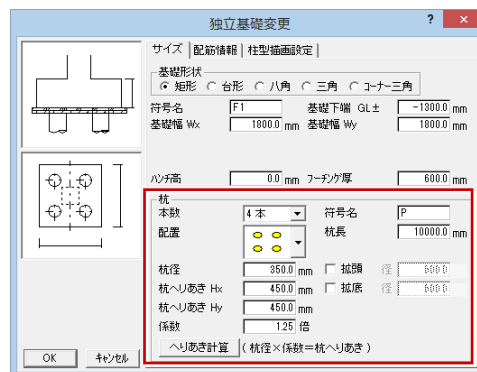 独立基礎変更 ? ×
サイズ 配筋情報 柱型描画設定
基礎形状
矩形 台形 八角 三角 コーナー三角
符号名 F1 基礎下端 GL± -1300.0 mm
基礎幅 Wx 1800.0 mm 基礎幅 Wy 1800.0 mm
ハンチ高 0.0 mm フーチング厚 600.0 mm
杭
本数 4 本 符号名 P
配置 杭長 10000.0 mm
杭径 350.0 mm 拡頭 径 600.0
杭へりあき Hx 450.0 mm 拡底 径 600.0
杭へりあき Hy 450.0 mm
係数 1.25 倍
へりあき計算 ( 杭径×係数=杭へりあき )
OK キャンセル